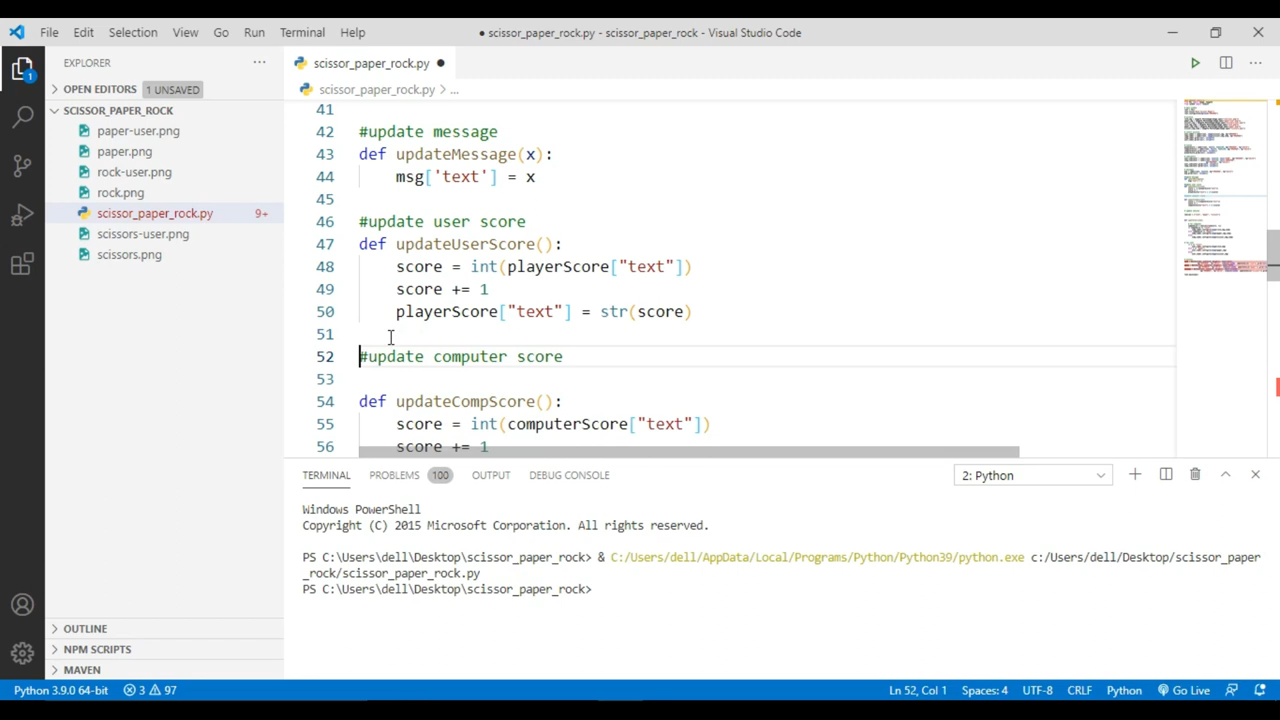 File Edit Selection View Go Run Terminal Help
● scissor_paper_rock.py - scissor_paper_rock - Visual Studio Code
EXPLORER
OPEN EDITORS 1 UNSAVED
SCISSOR_PAPER_ROCK
paper-user.png
paper.png
rock-user.png
rock.png
scissor_paper_rock.py 9+
scissors-user.png
scissors.png
OUTLINE
NPM SCRIPTS
MAVEN
1
scissor_paper_rock.py ●
scissor_paper_rock.py > ...
41
42 #update message
43 def updateMessage(x):
44 msg['text'] = x
45
46 #update user score
47 def updateUserScore():
48 score = int(playerScore["text"])
49 score += 1
50 playerScore["text"] = str(score)
51
52 #update computer score
53
54 def updateCompScore():
55 score = int(computerScore["text"])
56 score += 1
TERMINAL PROBLEMS 100 OUTPUT DEBUG CONSOLE 2: Python
Windows PowerShell
Copyright (C) 2015 Microsoft Corporation. All rights reserved.
PS C:\Users\dell\Desktop\scissor_paper_rock> & C:/Users/dell/AppData/Local/Programs/Python/Python39/python.exe c:/Users/dell/Desktop/scissor_paper
_rock/scissor_paper_rock.py
PS C:\Users\dell\Desktop\scissor_paper_rock>
Python 3.9.0 64-bit 3 97 Ln 52, Col 1 Spaces: 4 UTF-8 CRLF Python Go Live